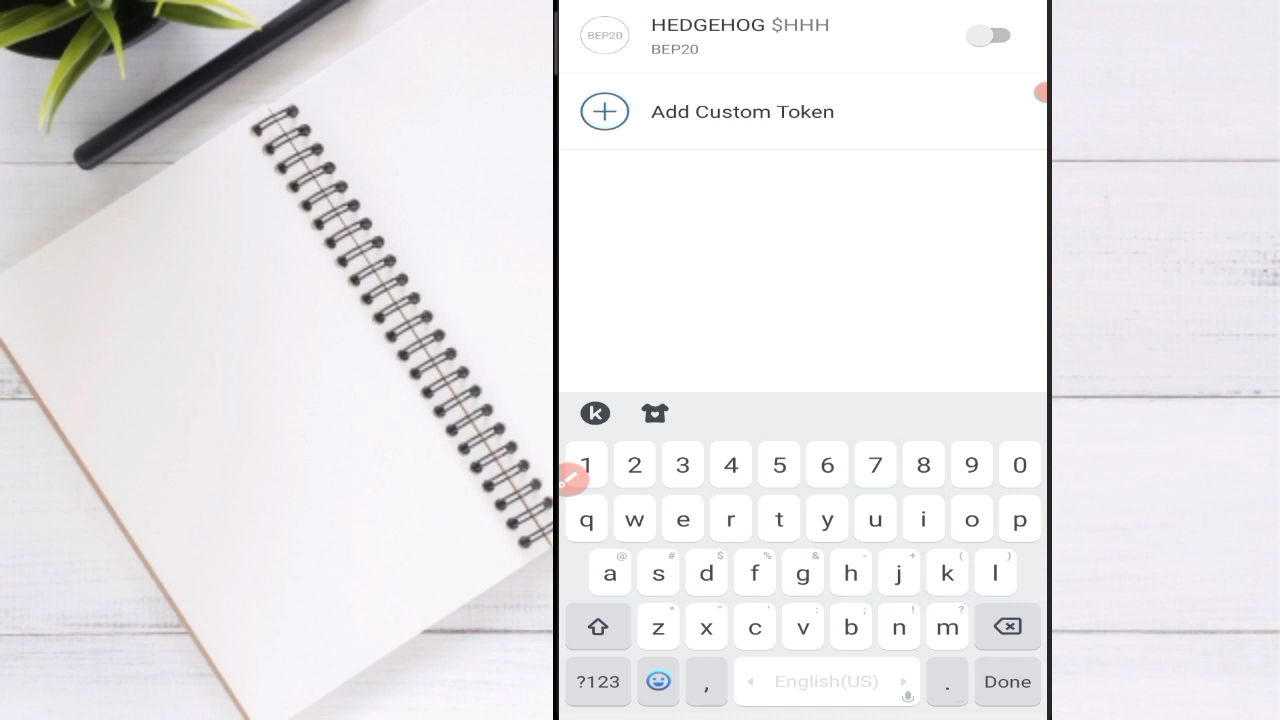 BEP20
HEDGEHOG $HHH
BEP20
Add Custom Token
k
1 2 3 4 5 6 7 8 9 0
q w e r t y u i o p
@ # $ % & - + ( )
a s d f g h j k l
* " ' : ; ! ?
z x c v b n m
?123 , English(US) . Done